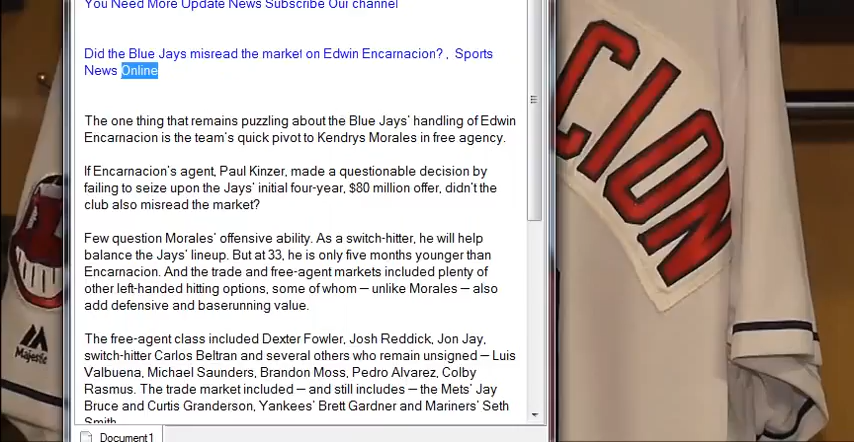 You Need More Update News Subscribe Our channel
Did the Blue Jays misread the market on Edwin Encarnacion? , Sports
News Online
The one thing that remains puzzling about the Blue Jays' handling of Edwin
Encarnacion is the team's quick pivot to Kendrys Morales in free agency.
If Encarnacion's agent, Paul Kinzer, made a questionable decision by
failing to seize upon the Jays' initial four-year, $80 million offer, didn't the
club also misread the market?
Few question Morales' offensive ability. As a switch-hitter, he will help
balance the Jays' lineup. But at 33, he is only five months younger than
Encarnacion. And the trade and free-agent markets included plenty of
other left-handed hitting options, some of whom — unlike Morales — also
add defensive and baserunning value.
The free-agent class included Dexter Fowler, Josh Reddick, Jon Jay,
switch-hitter Carlos Beltran and several others who remain unsigned — Luis
Valbuena, Michael Saunders, Brandon Moss, Pedro Alvarez, Colby
Rasmus. The trade market included — and still includes — the Mets' Jay
Bruce and Curtis Granderson, Yankees' Brett Gardner and Mariners' Seth
Smith
Document1
CION
Majestic